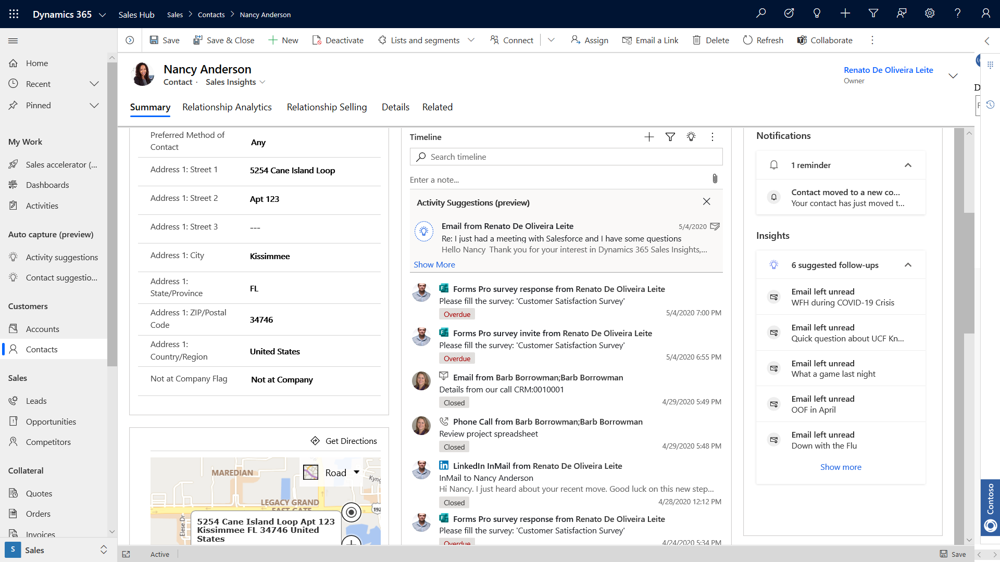 Dynamics 365
Sales Hub
Sales
Contacts
Nancy Anderson
Save
Save & Close
New
Deactivate
Lists and segments
Connect
Assign
Email a Link
Delete
Refresh
Collaborate
Home
Recent
Pinned
My Work
Sales accelerator (...
Dashboards
Activities
Auto capture (preview)
Activity suggestions
Contact suggestio...
Customers
Accounts
Contacts
Sales
Leads
Opportunities
Competitors
Collateral
Quotes
Orders
Invoices
S
Sales
Nancy Anderson
Contact · Sales Insights
Renato De Oliveira Leite
Owner
Summary
Relationship Analytics
Relationship Selling
Details
Related
Preferred Method of
Contact
Any
Address 1: Street 1
5254 Cane Island Loop
Address 1: Street 2
Apt 123
Address 1: Street 3
---
Address 1: City
Kissimmee
Address 1:
State/Province
FL
Address 1: ZIP/Postal
Code
34746
Address 1:
Country/Region
United States
Not at Company Flag
Not at Company
Get Directions
Road
MAREDIAN
LEGACY GRAND
EAST GATE
Elese Dr
192
5254 Cane Island Loop Apt 123
Kissimmee FL 34746 United
States
Timeline
Search timeline
Enter a note...
Activity Suggestions (preview)
Email from Renato De Oliveira Leite
5/4/2020
Re: I just had a meeting with Salesforce and I have some questions
Hello Nancy Thank you for your interest in Dynamics 365 Sales Insights,...
Show More
Forms Pro survey response from Renato De Oliveira Leite
Please fill the survey: 'Customer Satisfaction Survey'
Overdue
5/4/2020 7:00 PM
Forms Pro survey invite from Renato De Oliveira Leite
Please fill the survey: 'Customer Satisfaction Survey'
Overdue
5/4/2020 6:55 PM
Email from Barb Borrowman;Barb Borrowman
Details from our call CRM:0010001
Closed
4/29/2020 5:49 PM
Phone Call from Barb Borrowman;Barb Borrowman
Review project spreadsheet
Closed
4/29/2020 5:48 PM
LinkedIn InMail from Renato De Oliveira Leite
InMail to Nancy Anderson
Hi Nancy. I just heard about your recent move. Good luck on this new step...
Closed
4/28/2020 12:12 PM
Forms Pro survey response from Renato De Oliveira Leite
Please fill the survey: 'Customer Satisfaction Survey'
Overdue
4/24/2020 5:34 PM
Notifications
1 reminder
Contact moved to a new co...
Your contact has just moved t...
Insights
6 suggested follow-ups
Email left unread
WFH during COVID-19 Crisis
Email left unread
Quick question about UCF Kn...
Email left unread
What a game last night
Email left unread
OOF in April
Email left unread
Down with the Flu
Show more
Contoso
Active
Save